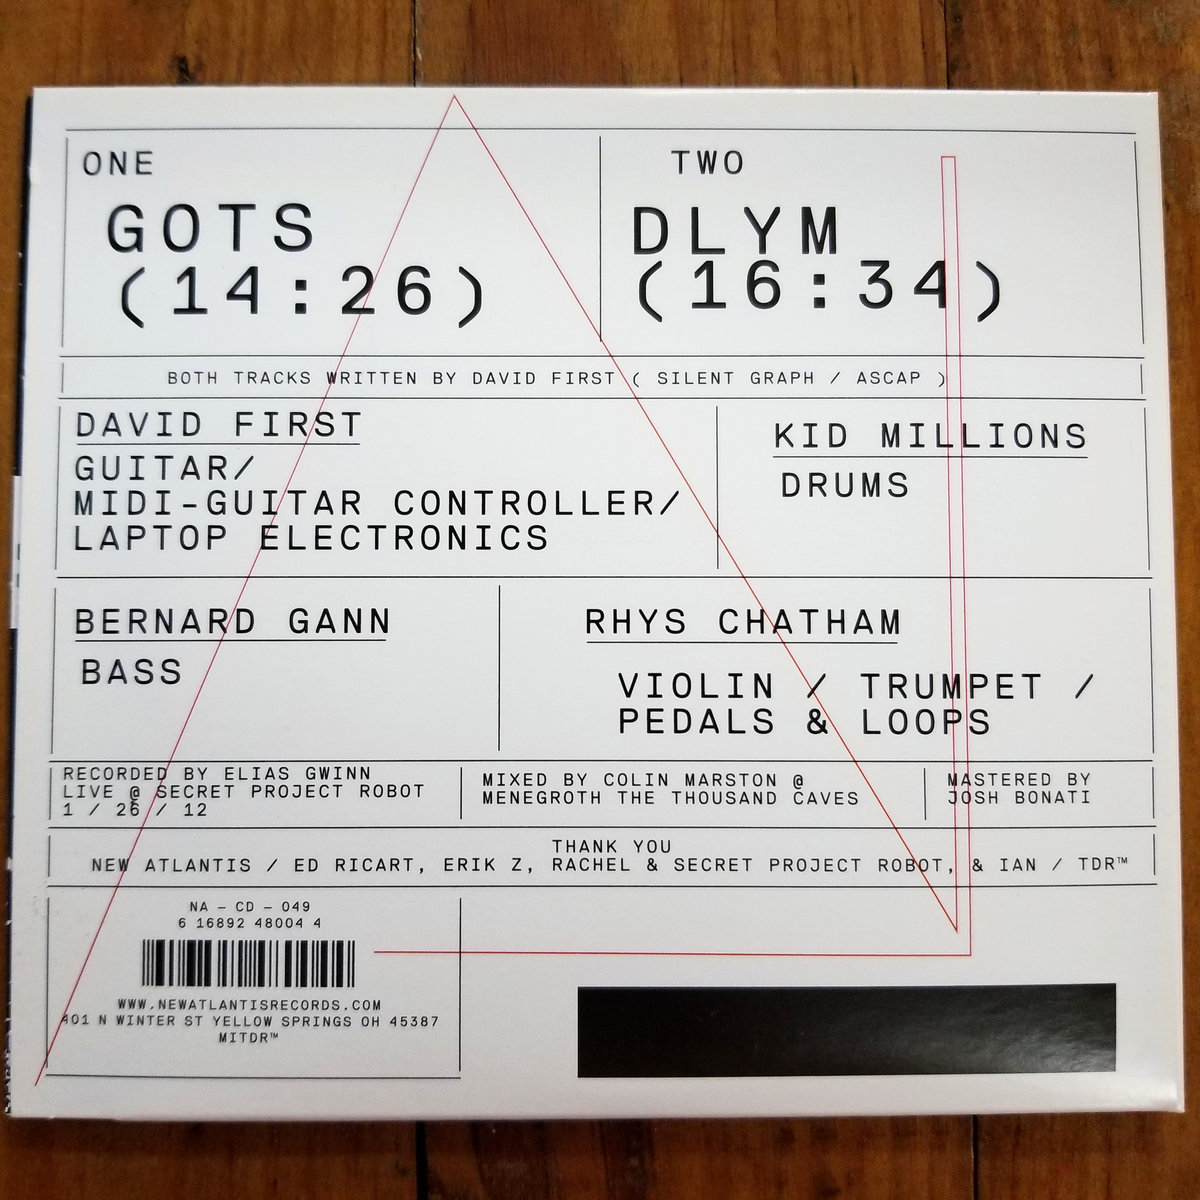 ONE
GOTS
(14:26)
TWO
DLYM
(16:34)
BOTH TRACKS WRITTEN BY DAVID FIRST ( SILENT GRAPH / ASCAP )
DAVID FIRST
GUITAR/
MIDI-GUITAR CONTROLLER/
LAPTOP ELECTRONICS
KID MILLIONS
DRUMS
BERNARD GANN
BASS
RHYS CHATHAM
VIOLIN / TRUMPET /
PEDALS & LOOPS
RECORDED BY ELIAS GWINN
LIVE @ SECRET PROJECT ROBOT
1 / 26 / 12
MIXED BY COLIN MARSTON @
MENEGROTH THE THOUSAND CAVES
MASTERED BY
JOSH BONATI
THANK YOU
NEW ATLANTIS / ED RICART, ERIK Z, RACHEL & SECRET PROJECT ROBOT, & IAN / TDR™
NA – CD – 049
6 16892 48004 4
WWW.NEWATLANTISRECORDS.COM
401 N WINTER ST YELLOW SPRINGS OH 45387
MITDR™